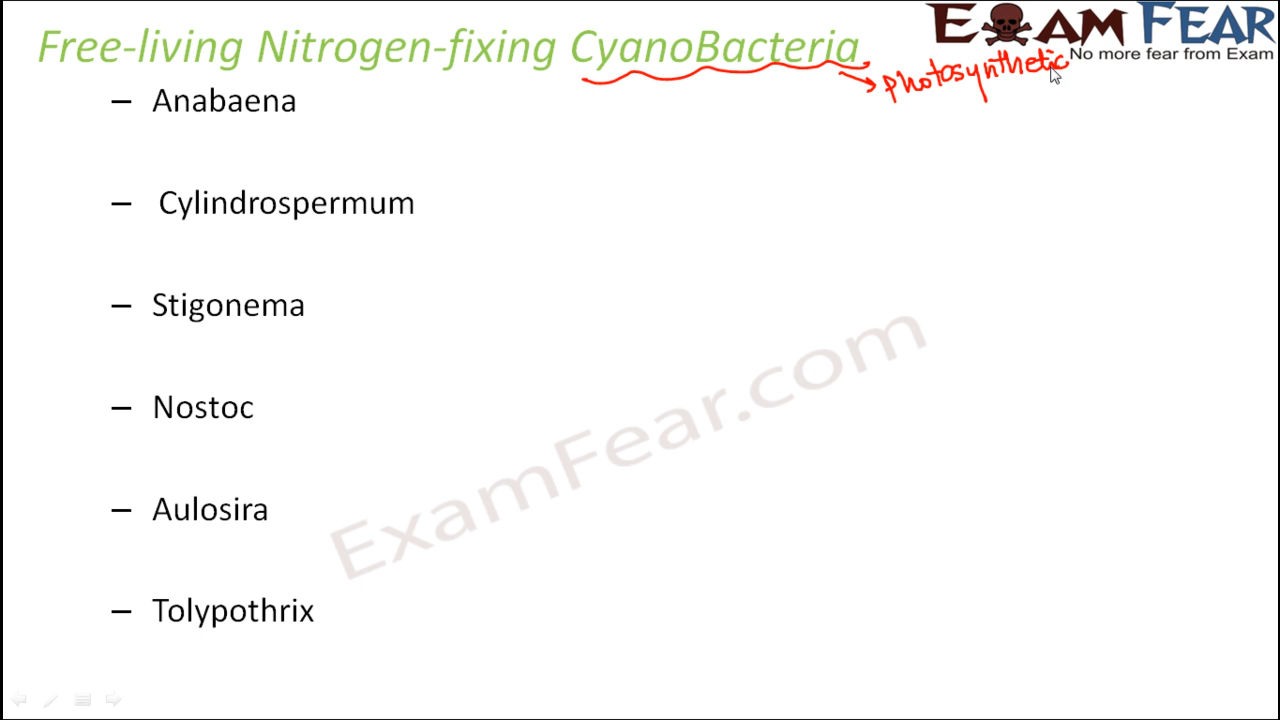 Free-living Nitrogen-fixing CyanoBacteria
EXAM FEAR
No more fear from Exam
photosynthetic
– Anabaena
– Cylindrospermum
– Stigonema
– Nostoc
– Aulosira
– Tolypothrix
ExamFear.com